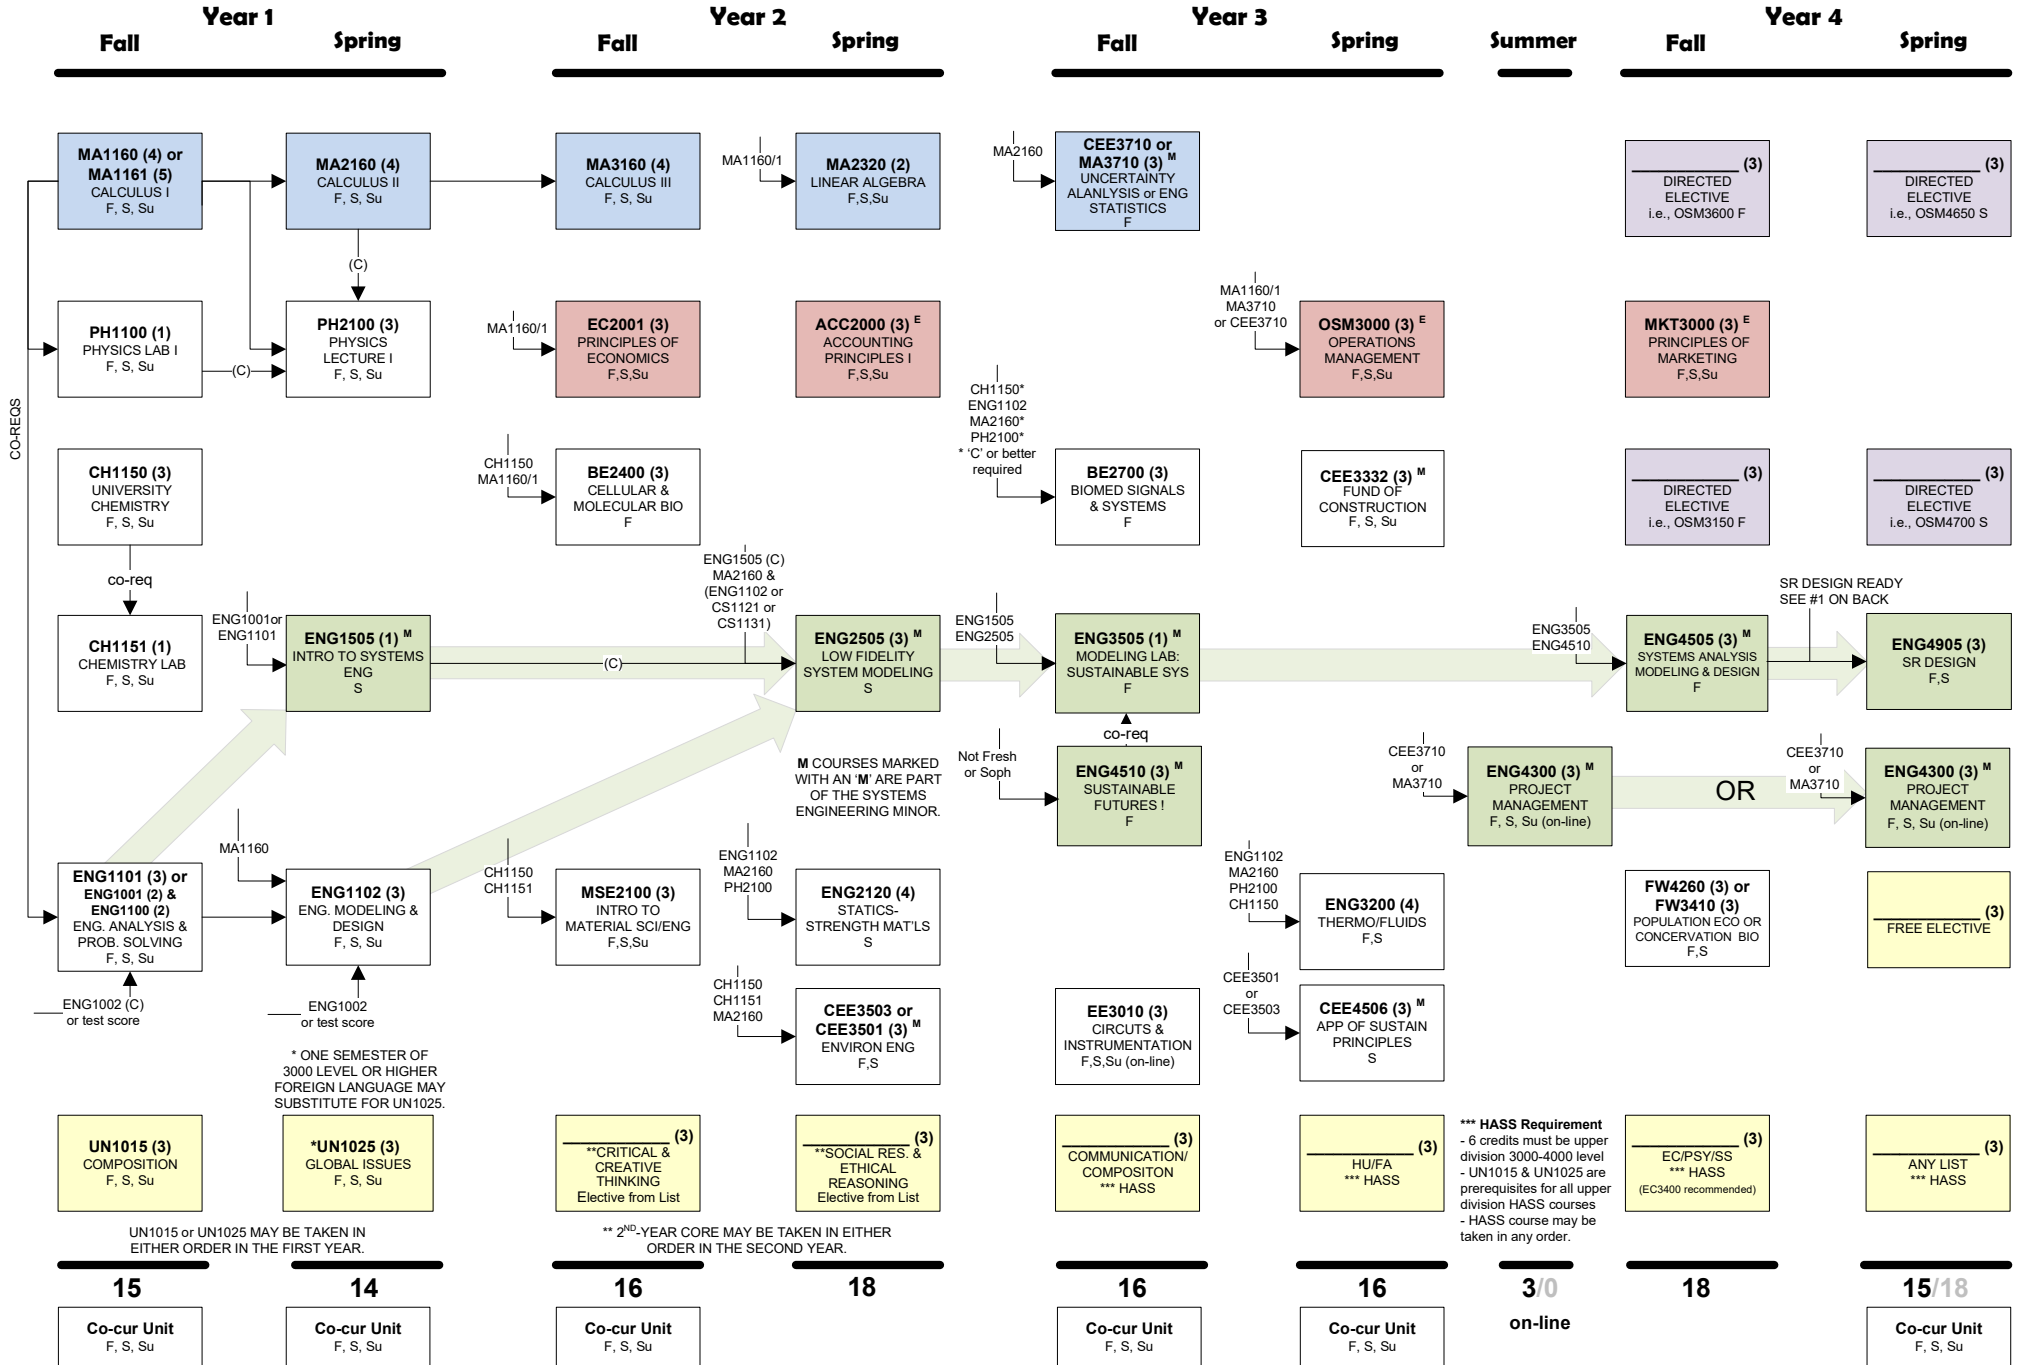 Year 1
Year 2
Year 3
Year 4
Fall
Spring
Fall
Spring
Fall
Spring
Summer
Fall
Spring
MA1160 (4) or
MA1161 (5)
CALCULUS I
F, S, Su
MA2160 (4)
CALCULUS II
F, S, Su
MA3160 (4)
CALCULUS III
F, S, Su
MA1160/1
MA2320 (2)
LINEAR ALGEBRA
F,S,Su
MA2160
CEE3710 or
MA3710 (3) M
UNCERTAINTY
ALANLYSIS or ENG
STATISTICS
F
____________ (3)
DIRECTED
ELECTIVE
i.e., OSM3600 F
____________ (3)
DIRECTED
ELECTIVE
i.e., OSM4650 S
(C)
CO-REQS
PH1100 (1)
PHYSICS LAB I
F, S, Su
(C)
PH2100 (3)
PHYSICS
LECTURE I
F, S, Su
MA1160/1
EC2001 (3)
PRINCIPLES OF
ECONOMICS
F,S,Su
ACC2000 (3) E
ACCOUNTING
PRINCIPLES I
F,S,Su
MA1160/1
MA3710
or CEE3710
OSM3000 (3) E
OPERATIONS
MANAGEMENT
F,S,Su
MKT3000 (3) E
PRINCIPLES OF
MARKETING
F,S,Su
CH1150 (3)
UNIVERSITY
CHEMISTRY
F, S, Su
CH1150
MA1160/1
BE2400 (3)
CELLULAR &
MOLECULAR BIO
F
CH1150*
ENG1102
MA2160*
PH2100*
* 'C' or better
required
BE2700 (3)
BIOMED SIGNALS
& SYSTEMS
F
CEE3332 (3) M
FUND OF
CONSTRUCTION
F, S, Su
____________ (3)
DIRECTED
ELECTIVE
i.e., OSM3150 F
____________ (3)
DIRECTED
ELECTIVE
i.e., OSM4700 S
co-req
CH1151 (1)
CHEMISTRY LAB
F, S, Su
ENG1001or
ENG1101
ENG1505 (1) M
INTRO TO SYSTEMS
ENG
S
(C)
ENG1505 (C)
MA2160 &
(ENG1102 or
CS1121 or
CS1131)
ENG2505 (3) M
LOW FIDELITY
SYSTEM MODELING
S
ENG1505
ENG2505
ENG3505 (1) M
MODELING LAB:
SUSTAINABLE SYS
F
ENG3505
ENG4510
ENG4505 (3) M
SYSTEMS ANALYSIS
MODELING & DESIGN
F
SR DESIGN READY
SEE #1 ON BACK
ENG4905 (3)
SR DESIGN
F,S
M COURSES MARKED
WITH AN 'M' ARE PART
OF THE SYSTEMS
ENGINEERING MINOR.
Not Fresh
or Soph
co-req
ENG4510 (3) M
SUSTAINABLE
FUTURES !
F
CEE3710
or
MA3710
ENG4300 (3) M
PROJECT
MANAGEMENT
F, S, Su (on-line)
OR
CEE3710
or
MA3710
ENG4300 (3) M
PROJECT
MANAGEMENT
F, S, Su (on-line)
ENG1101 (3) or
ENG1001 (2) &
ENG1100 (2)
ENG. ANALYSIS &
PROB. SOLVING
F, S, Su
ENG1002 (C)
or test score
MA1160
ENG1102 (3)
ENG. MODELING &
DESIGN
F, S, Su
ENG1002
or test score
CH1150
CH1151
MSE2100 (3)
INTRO TO
MATERIAL SCI/ENG
F,S,Su
ENG1102
MA2160
PH2100
ENG2120 (4)
STATICS-
STRENGTH MAT'LS
S
ENG1102
MA2160
PH2100
CH1150
ENG3200 (4)
THERMO/FLUIDS
F,S
FW4260 (3) or
FW3410 (3)
POPULATION ECO OR
CONCERVATION BIO
F,S
____________ (3)
FREE ELECTIVE
CH1150
CH1151
MA2160
CEE3503 or
CEE3501 (3) M
ENVIRON ENG
F,S
EE3010 (3)
CIRCUTS &
INSTRUMENTATION
F,S,Su (on-line)
CEE3501
or
CEE3503
CEE4506 (3) M
APP OF SUSTAIN
PRINCIPLES
S
* ONE SEMESTER OF
3000 LEVEL OR HIGHER
FOREIGN LANGUAGE MAY
SUBSTITUTE FOR UN1025.
UN1015 (3)
COMPOSITION
F, S, Su
*UN1025 (3)
GLOBAL ISSUES
F, S, Su
____________ (3)
**CRITICAL &
CREATIVE
THINKING
Elective from List
____________ (3)
**SOCIAL RES. &
ETHICAL
REASONING
Elective from List
____________ (3)
COMMUNICATION/
COMPOSITON
*** HASS
____________ (3)
HU/FA
*** HASS
*** HASS Requirement
- 6 credits must be upper
division 3000-4000 level
- UN1015 & UN1025 are
prerequisites for all upper
division HASS courses
- HASS course may be
taken in any order.
____________ (3)
EC/PSY/SS
*** HASS
(EC3400 recommended)
____________ (3)
ANY LIST
*** HASS
UN1015 or UN1025 MAY BE TAKEN IN
EITHER ORDER IN THE FIRST YEAR.
** 2ND-YEAR CORE MAY BE TAKEN IN EITHER
ORDER IN THE SECOND YEAR.
15
14
16
18
16
16
3/0
on-line
18
15/18
Co-cur Unit
F, S, Su
Co-cur Unit
F, S, Su
Co-cur Unit
F, S, Su
Co-cur Unit
F, S, Su
Co-cur Unit
F, S, Su
Co-cur Unit
F, S, Su